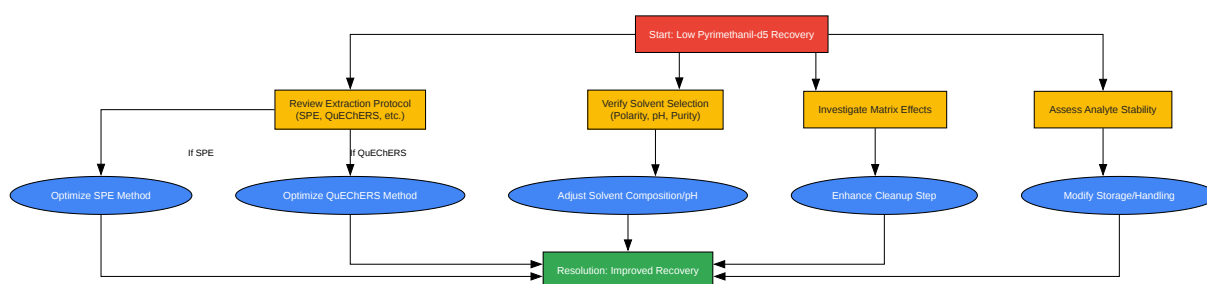 Start: Low Pyrimethanil-d5 Recovery
Review Extraction Protocol
(SPE, QuEChERS, etc.)
Verify Solvent Selection
(Polarity, pH, Purity)
Investigate Matrix Effects
Assess Analyte Stability
If SPE
If QuEChERS
Optimize SPE Method
Optimize QuEChERS Method
Adjust Solvent Composition/pH
Enhance Cleanup Step
Modify Storage/Handling
Resolution: Improved Recovery